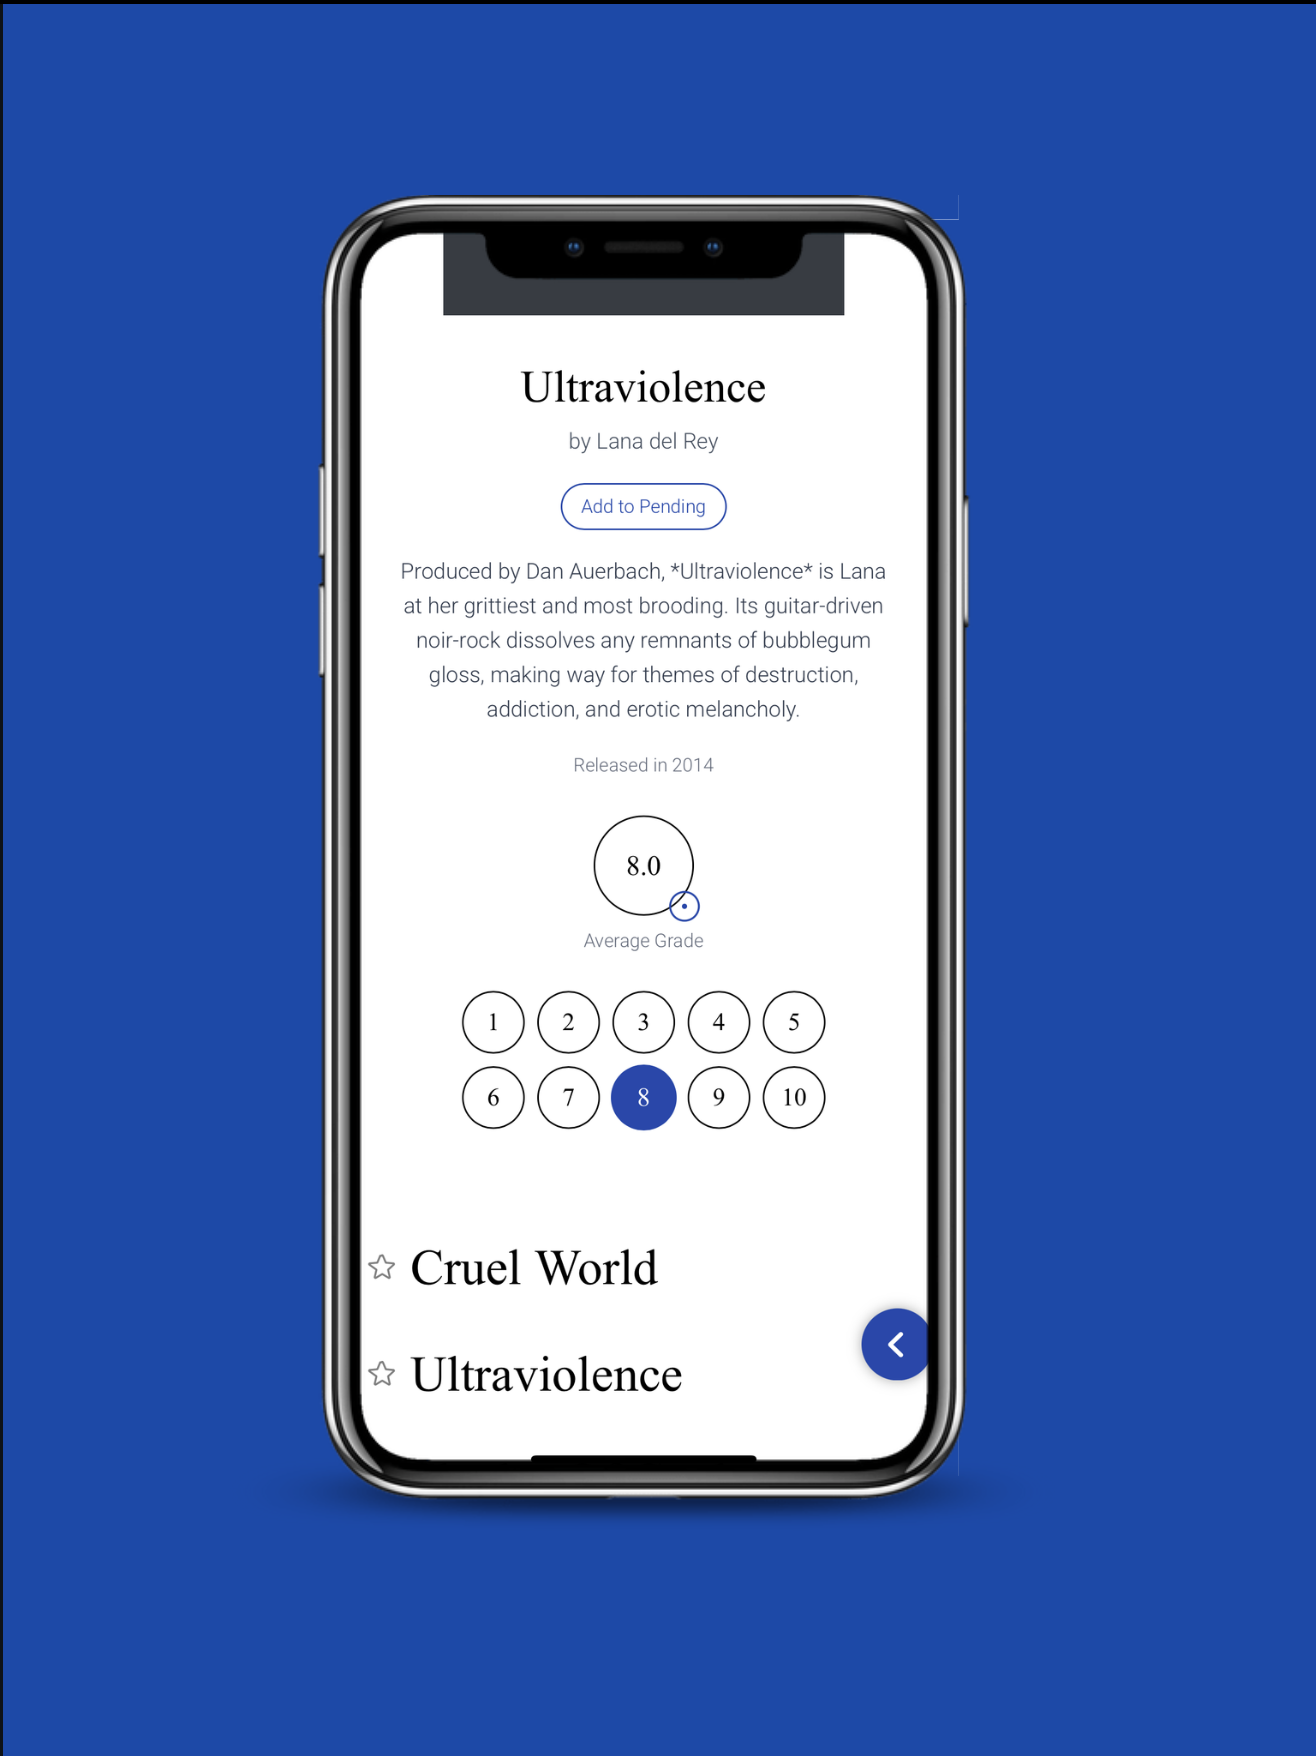 Ultraviolence
by Lana del Rey
Add to Pending
Produced by Dan Auerbach, *Ultraviolence* is Lana
at her grittiest and most brooding. Its guitar-driven
noir-rock dissolves any remnants of bubblegum
gloss, making way for themes of destruction,
addiction, and erotic melancholy.
Released in 2014
8.0
Average Grade
1 2 3 4 5
6 7 8 9 10
Cruel World
Ultraviolence